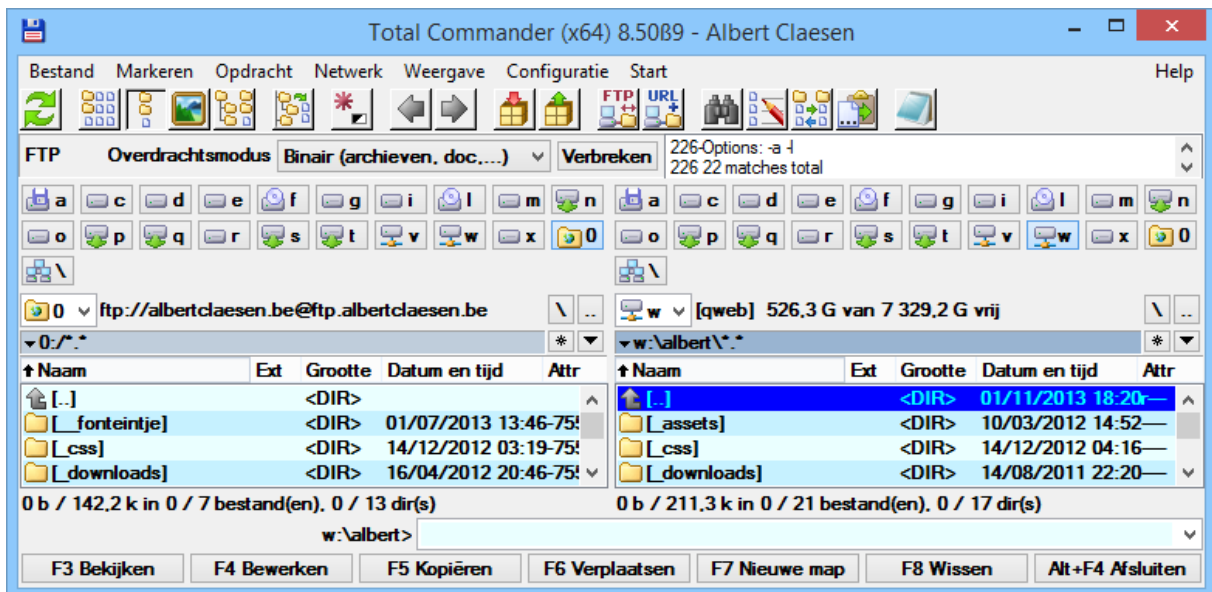 Total Commander (x64) 8.50ß9 - Albert Claesen
Bestand Markeren Opdracht Netwerk Weergave Configuratie Start Help
FTP URL
FTP Overdrachtsmodus Binair (archieven, doc,...) Verbreken
226-Options: -a -l
226 22 matches total
a c d e f g i l m n
o p q r s t v w x 0
\
a c d e f g i l m n
o p q r s t v w x 0
\
0 ftp://albertclaesen.be@ftp.albertclaesen.be \ ..
0:/*.* *
Naam Ext Grootte Datum en tijd Attr
[..] <DIR>
[__fonteintje] <DIR> 01/07/2013 13:46 -755
[_css] <DIR> 14/12/2012 03:19 -755
[_downloads] <DIR> 16/04/2012 20:46 -755
0 b / 142,2 k in 0 / 7 bestand(en), 0 / 13 dir(s)
w [qweb] 526,3 G van 7 329,2 G vrij \ ..
w:\albert\*.* *
Naam Ext Grootte Datum en tijd Attr
[..] <DIR> 01/11/2013 18:20 r—
[_assets] <DIR> 10/03/2012 14:52 —
[_css] <DIR> 14/12/2012 04:16 —
[_downloads] <DIR> 14/08/2011 22:20 —
0 b / 211,3 k in 0 / 21 bestand(en), 0 / 17 dir(s)
w:\albert>
F3 Bekijken F4 Bewerken F5 Kopiëren F6 Verplaatsen F7 Nieuwe map F8 Wissen Alt+F4 Afsluiten